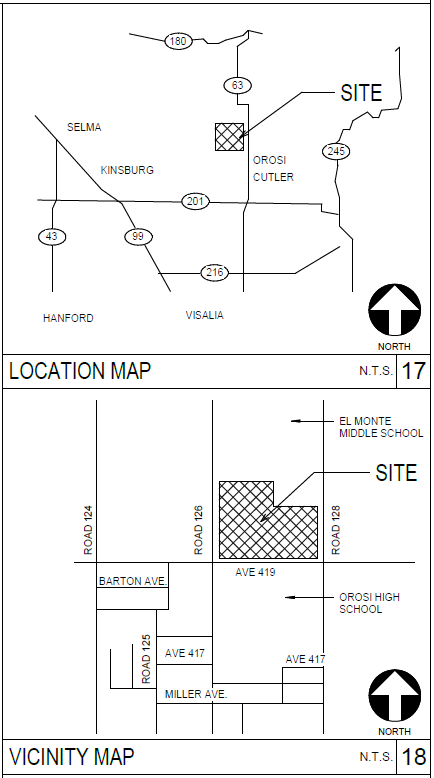 180
63
SITE
SELMA
245
KINSBURG
OROSI
CUTLER
201
43
99
216
HANFORD
VISALIA
NORTH
LOCATION MAP
N.T.S.
17
EL MONTE
MIDDLE SCHOOL
SITE
ROAD 124
ROAD 126
ROAD 128
AVE 419
BARTON AVE.
OROSI HIGH
SCHOOL
ROAD 125
AVE 417
AVE 417
MILLER AVE.
NORTH
VICINITY MAP
N.T.S.
18